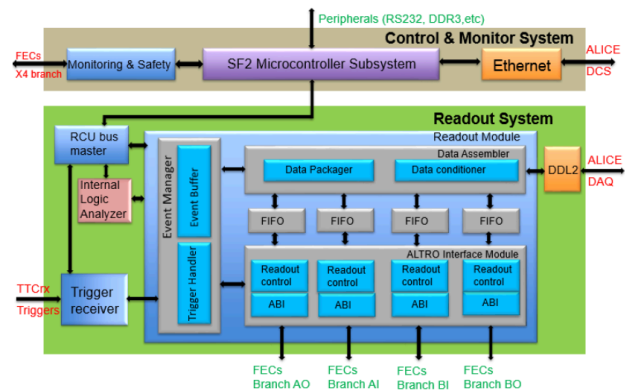 Peripherals (RS232, DDR3,etc)
Control & Monitor System
FECs
X4 branch
Monitoring & Safety
SF2 Microcontroller Subsystem
Ethernet
ALICE
DCS
Readout System
RCU bus
master
Readout Module
Data Assembler
Internal
Logic
Analyzer
Event Manager
Event Buffer
Data Packager
Data conditioner
DDL2
ALICE
DAQ
FIFO
FIFO
FIFO
FIFO
Trigger Handler
ALTRO Interface Module
TTCrx
Triggers
Trigger
receiver
Readout
control
ABI
Readout
control
ABI
Readout
control
ABI
Readout
control
ABI
FECs
Branch AO
FECs
Branch AI
FECs
Branch BI
FECs
Branch BO